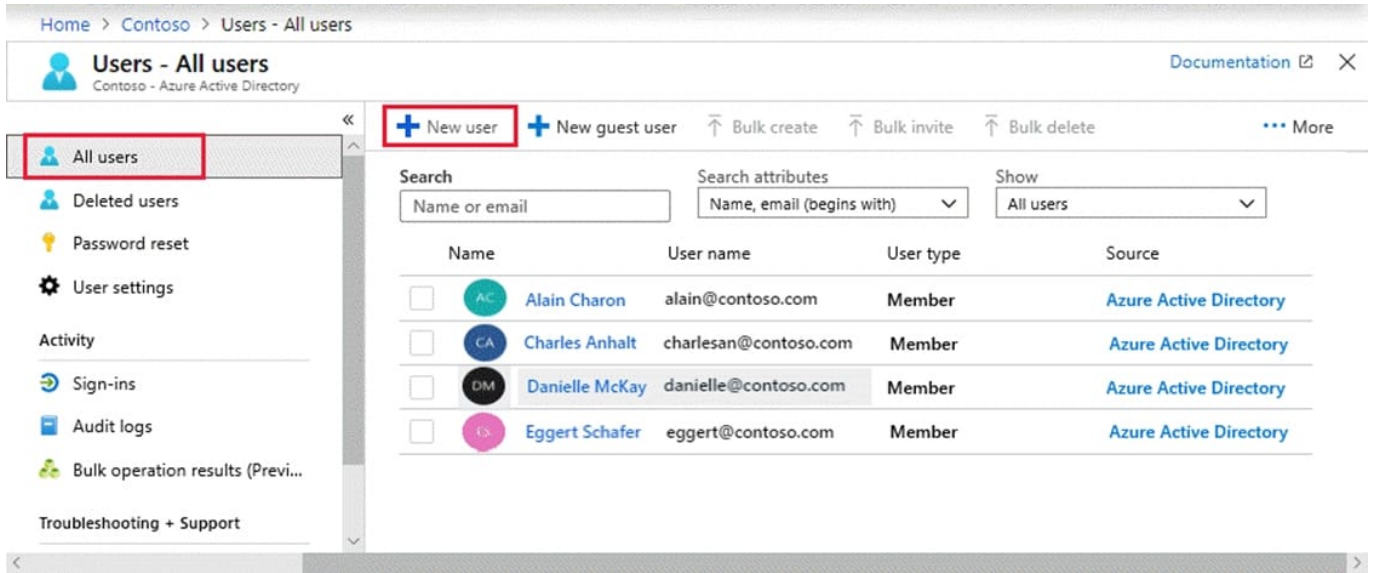 Home > Contoso > Users - All users
Users - All users
Contoso - Azure Active Directory
Documentation
«
All users
Deleted users
Password reset
User settings
Activity
Sign-ins
Audit logs
Bulk operation results (Previ...
Troubleshooting + Support
New user New guest user Bulk create Bulk invite Bulk delete ••• More
Search Search attributes Show
Name or email Name, email (begins with) All users
Name User name User type Source
AC Alain Charon alain@contoso.com Member Azure Active Directory
CA Charles Anhalt charlesan@contoso.com Member Azure Active Directory
DM Danielle McKay danielle@contoso.com Member Azure Active Directory
ES Eggert Schafer eggert@contoso.com Member Azure Active Directory